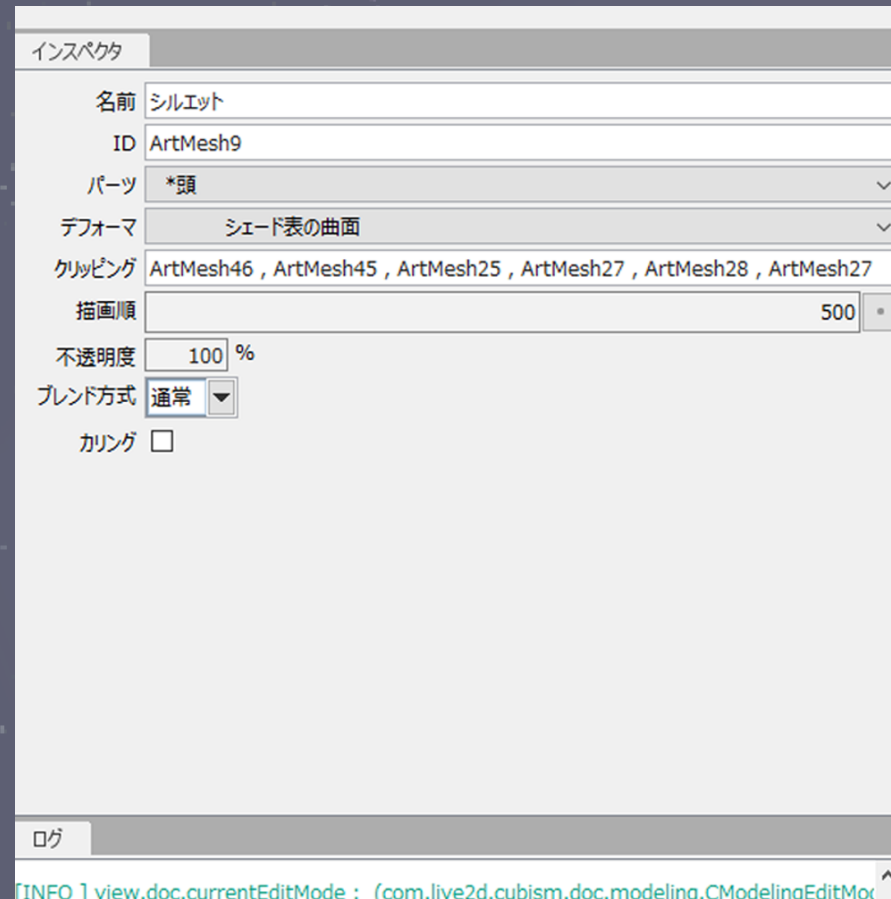 インスペクタ
名前 シルエット
ID ArtMesh9
パーツ *頭
デフォーマ シェード表の曲面
クリッピング ArtMesh46 , ArtMesh45 , ArtMesh25 , ArtMesh27 , ArtMesh28 , ArtMesh27
描画順 500
不透明度 100 %
ブレンド方式 通常
カリング
ログ
[INFO ] view.doc.currentEditMode : (com.live2d.cubism.doc.modeling.CModelingEditMod